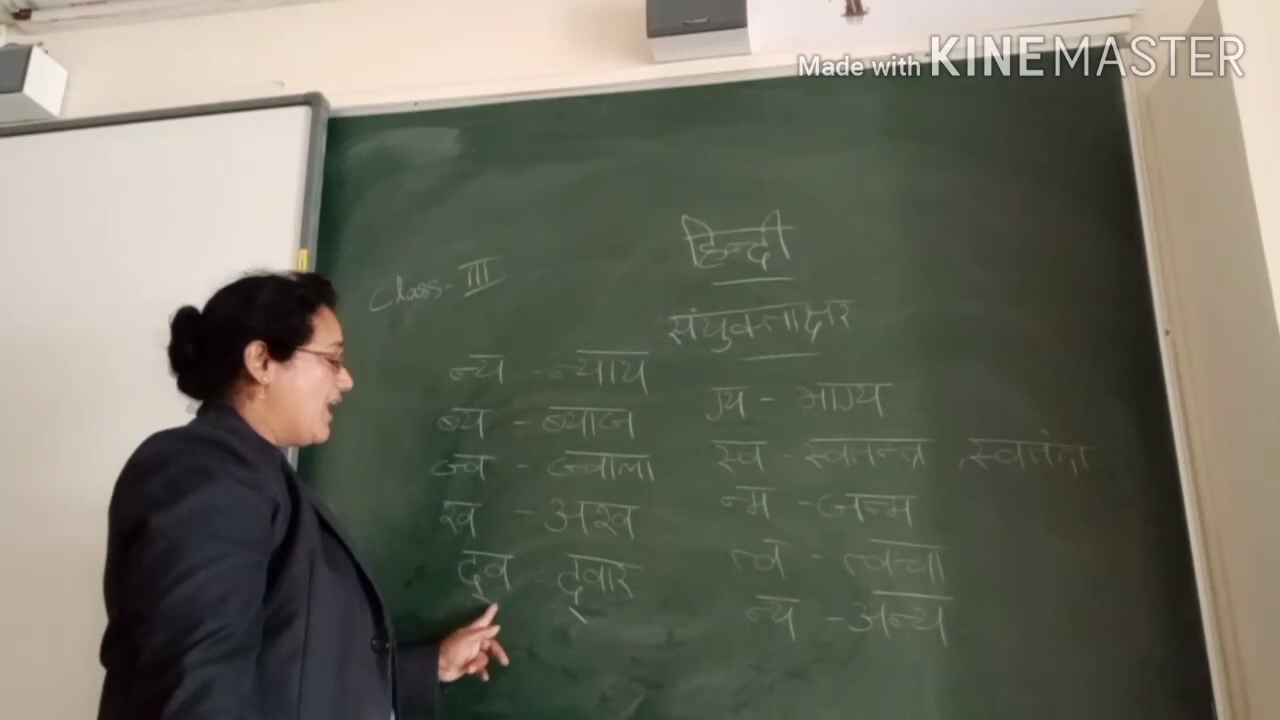 Made with KINEMASTER
हिन्दी
Class- III
संयुक्ताक्षर
न्य - न्याय
ब्य - ब्याज
ज्व - ज्वाला
श्व - अश्व
द्व - द्वार
ग्य - भाग्य
स्व - स्वतन्त्र , स्वतंत्र
न्म - जन्म
त्व - त्वचा
न्य - अन्य